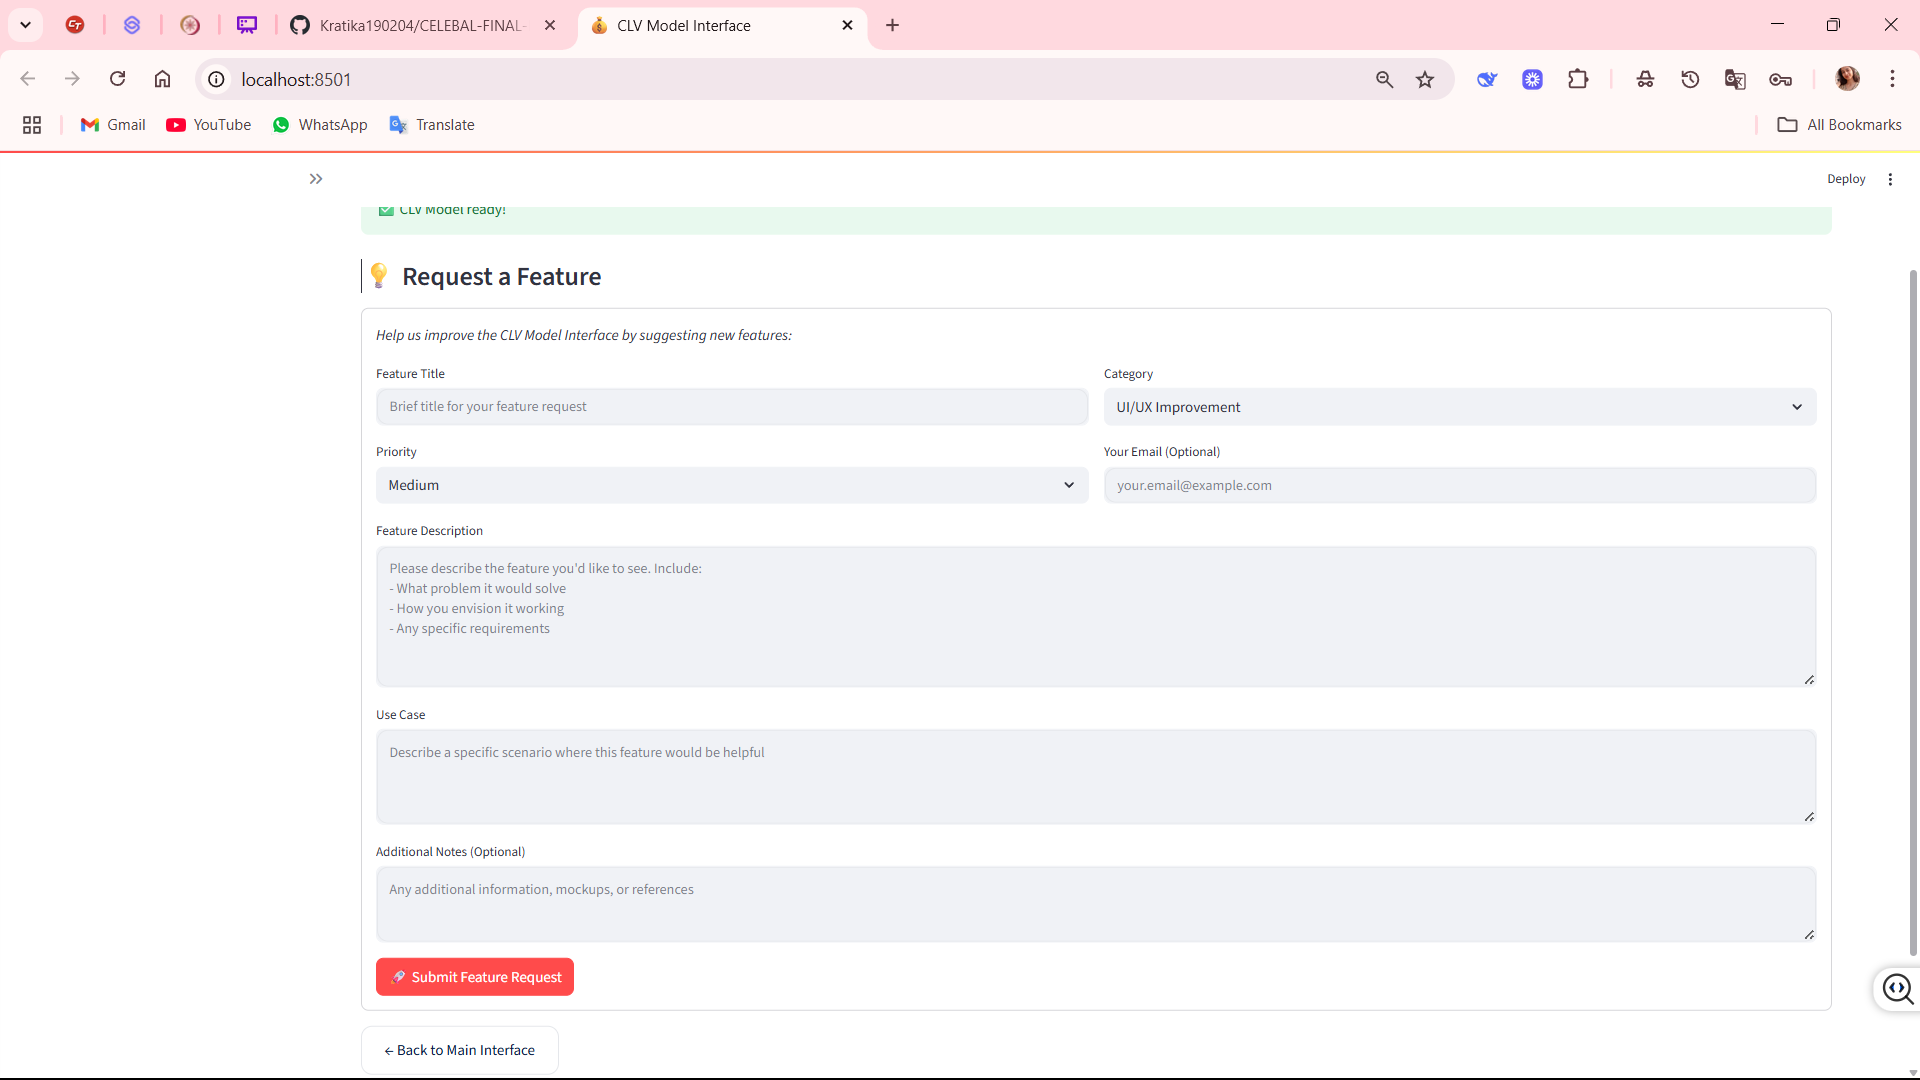 Kratika190204/CELEBAL-FINAL-
CLV Model Interface
localhost:8501
Gmail
YouTube
WhatsApp
Translate
All Bookmarks
Deploy
CLV Model ready!
Request a Feature
Help us improve the CLV Model Interface by suggesting new features:
Feature Title
Category
Brief title for your feature request
UI/UX Improvement
Priority
Your Email (Optional)
Medium
your.email@example.com
Feature Description
Please describe the feature you'd like to see. Include:
- What problem it would solve
- How you envision it working
- Any specific requirements
Use Case
Describe a specific scenario where this feature would be helpful
Additional Notes (Optional)
Any additional information, mockups, or references
Submit Feature Request
← Back to Main Interface